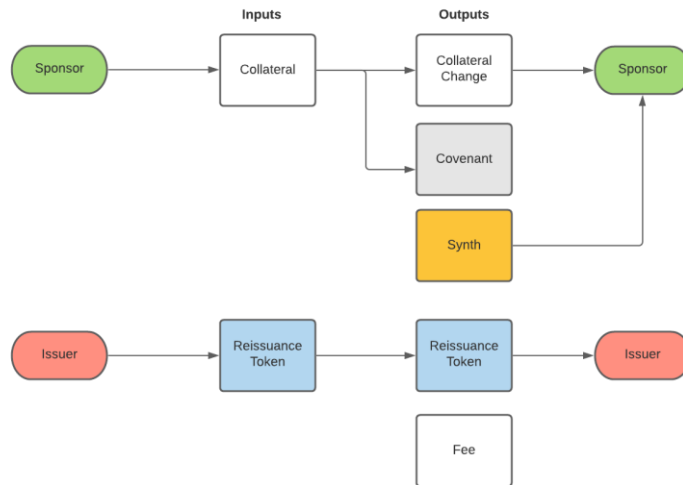 Inputs
Outputs
Sponsor
Collateral
Collateral
Change
Sponsor
Covenant
Synth
Issuer
Reissuance
Token
Reissuance
Token
Issuer
Fee